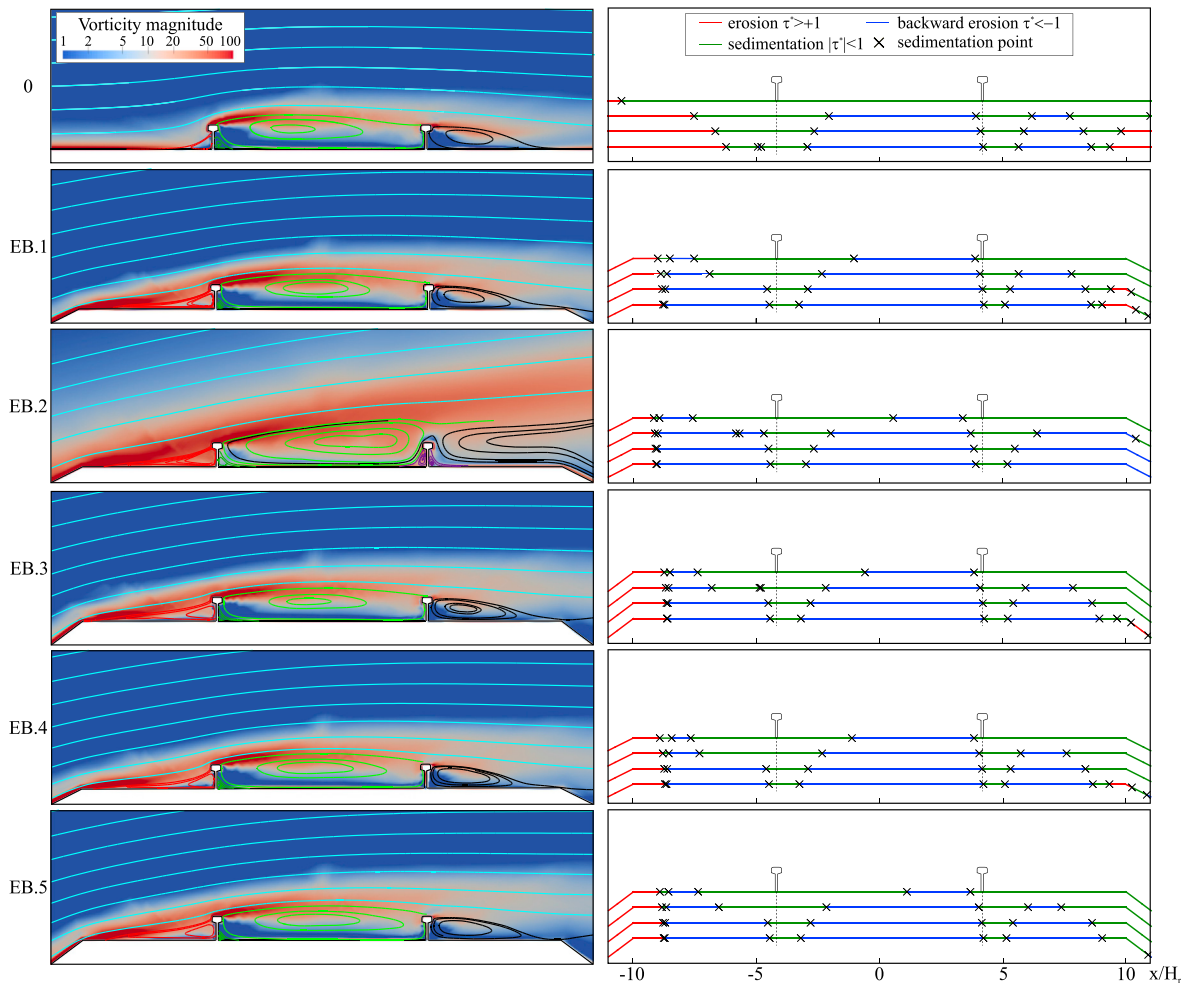 Vorticity magnitude
1 2 5 10 20 50 100
erosion τ*>+1
backward erosion τ*<−1
sedimentation |τ*|<1
sedimentation point
0
EB.1
EB.2
EB.3
EB.4
EB.5
-10 -5 0 5 10 x/Hr